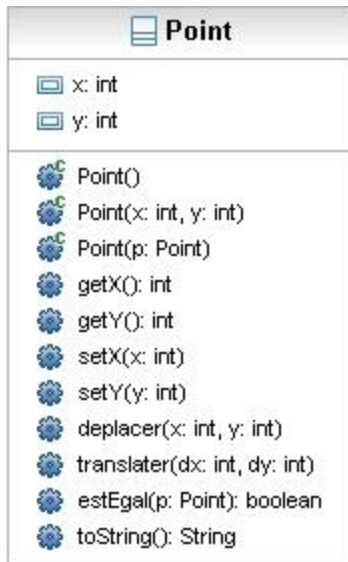 Point
x: int
y: int
Point()
Point(x: int, y: int)
Point(p: Point)
getX(): int
getY(): int
setX(x: int)
setY(y: int)
deplacer(x: int, y: int)
translater(dx: int, dy: int)
estEgal(p: Point): boolean
toString(): String